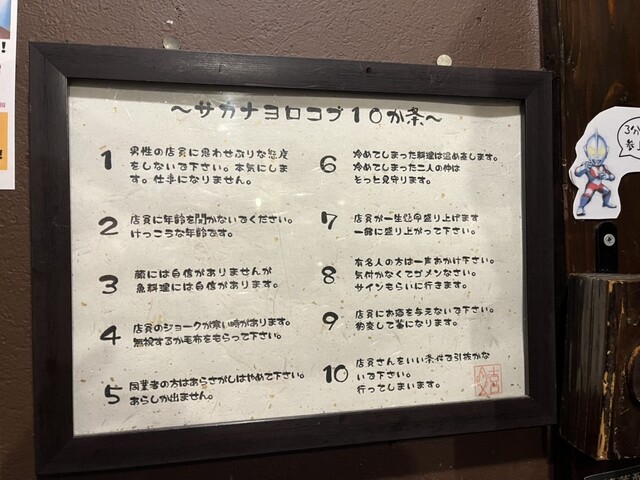 ～サカナヨロコブ10か条～
1 男性の店員に思わせぶりな態度
をしないで下さい。本気にしま
す。仕事になりません。
2 店員に年齢を聞かないでください。
けっこうな年齢です。
3 顔には自信がありませんが
魚料理には自信があります。
4 店員のジョークが寒い時があります。
無視するか毛布をもらって下さい。
5 同業者の方はあらさがしはやめて下さい。
あらしか出ません。
6 冷めてしまった料理は温め直します。
冷めてしまった二人の仲は
そっと見守ります。
7 店員が一生懸命盛り上げます
一緒に盛り上がって下さい。
8 有名人の方は一声おかけ下さい。
気付かなくてゴメンなさい。
サインもらいに行きます。
9 店員にお酒を与えないで下さい。
豹変して蕾になります。
10 店員さんをいい条件で引抜かな
いで下さい。
行ってしまいます。
3分
参上